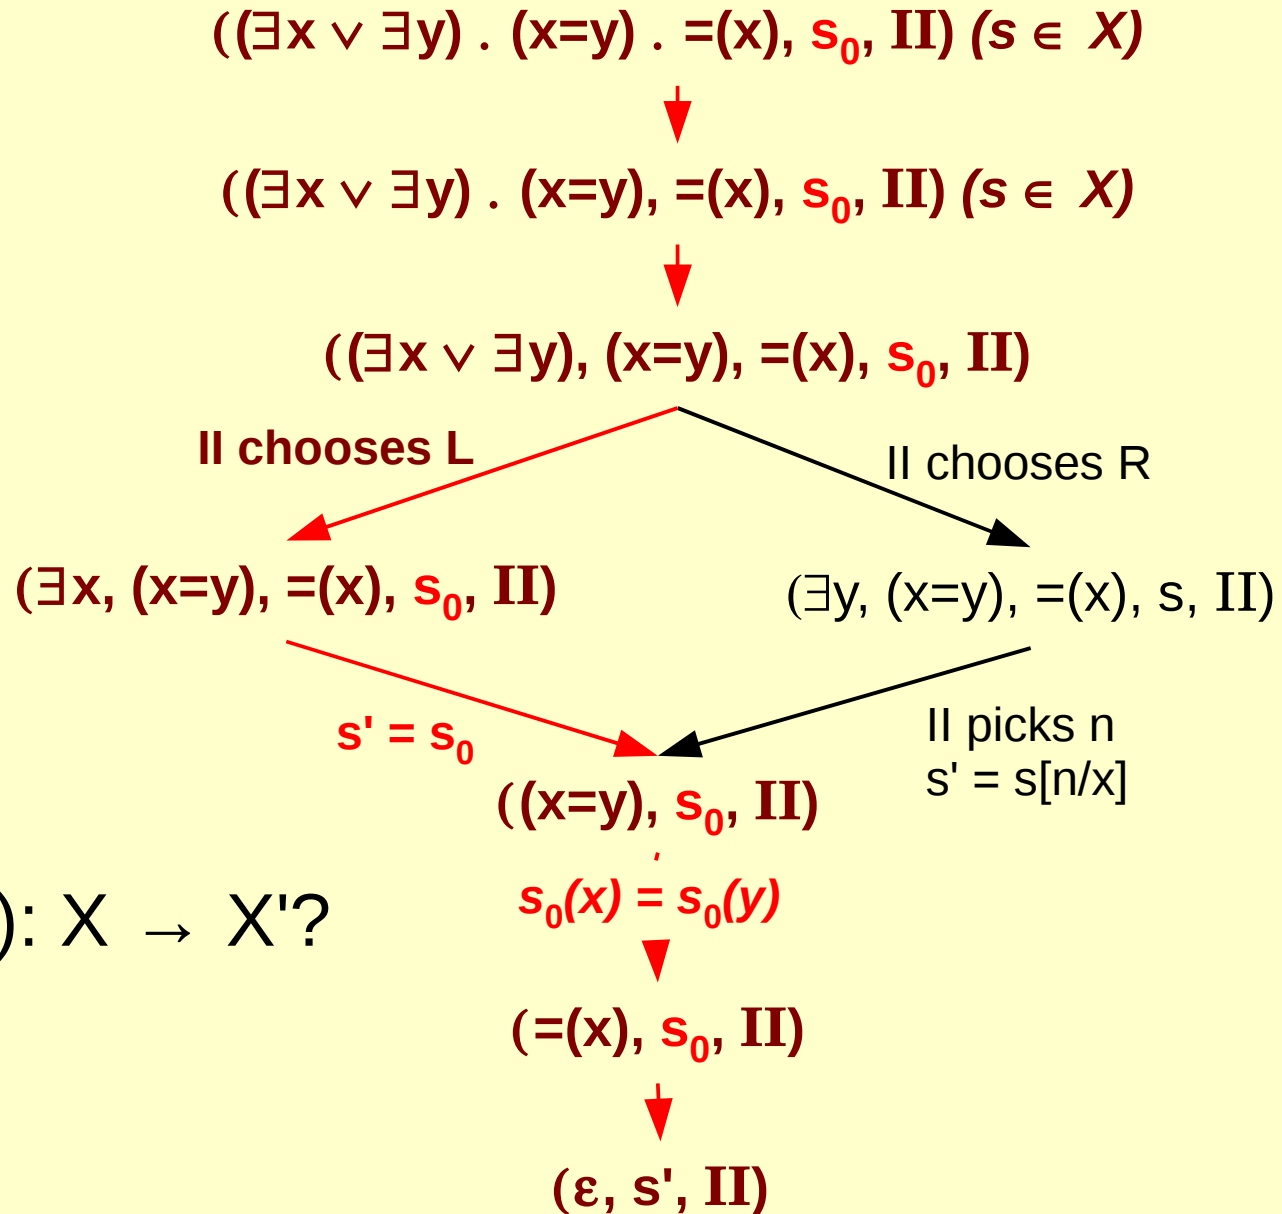 ((∃x ∨ ∃y) . (x=y) . =(x), s₀, II) (s ∈ X)
((∃x ∨ ∃y) . (x=y), =(x), s₀, II) (s ∈ X)
((∃x ∨ ∃y), (x=y), =(x), s₀, II)
II chooses L
II chooses R
(∃x, (x=y), =(x), s₀, II)
(∃y, (x=y), =(x), s, II)
s' = s₀
II picks n
s' = s[n/x]
((x=y), s₀, II)
s₀(x) = s₀(y)
): X → X'?
(=(x), s₀, II)
(ε, s', II)